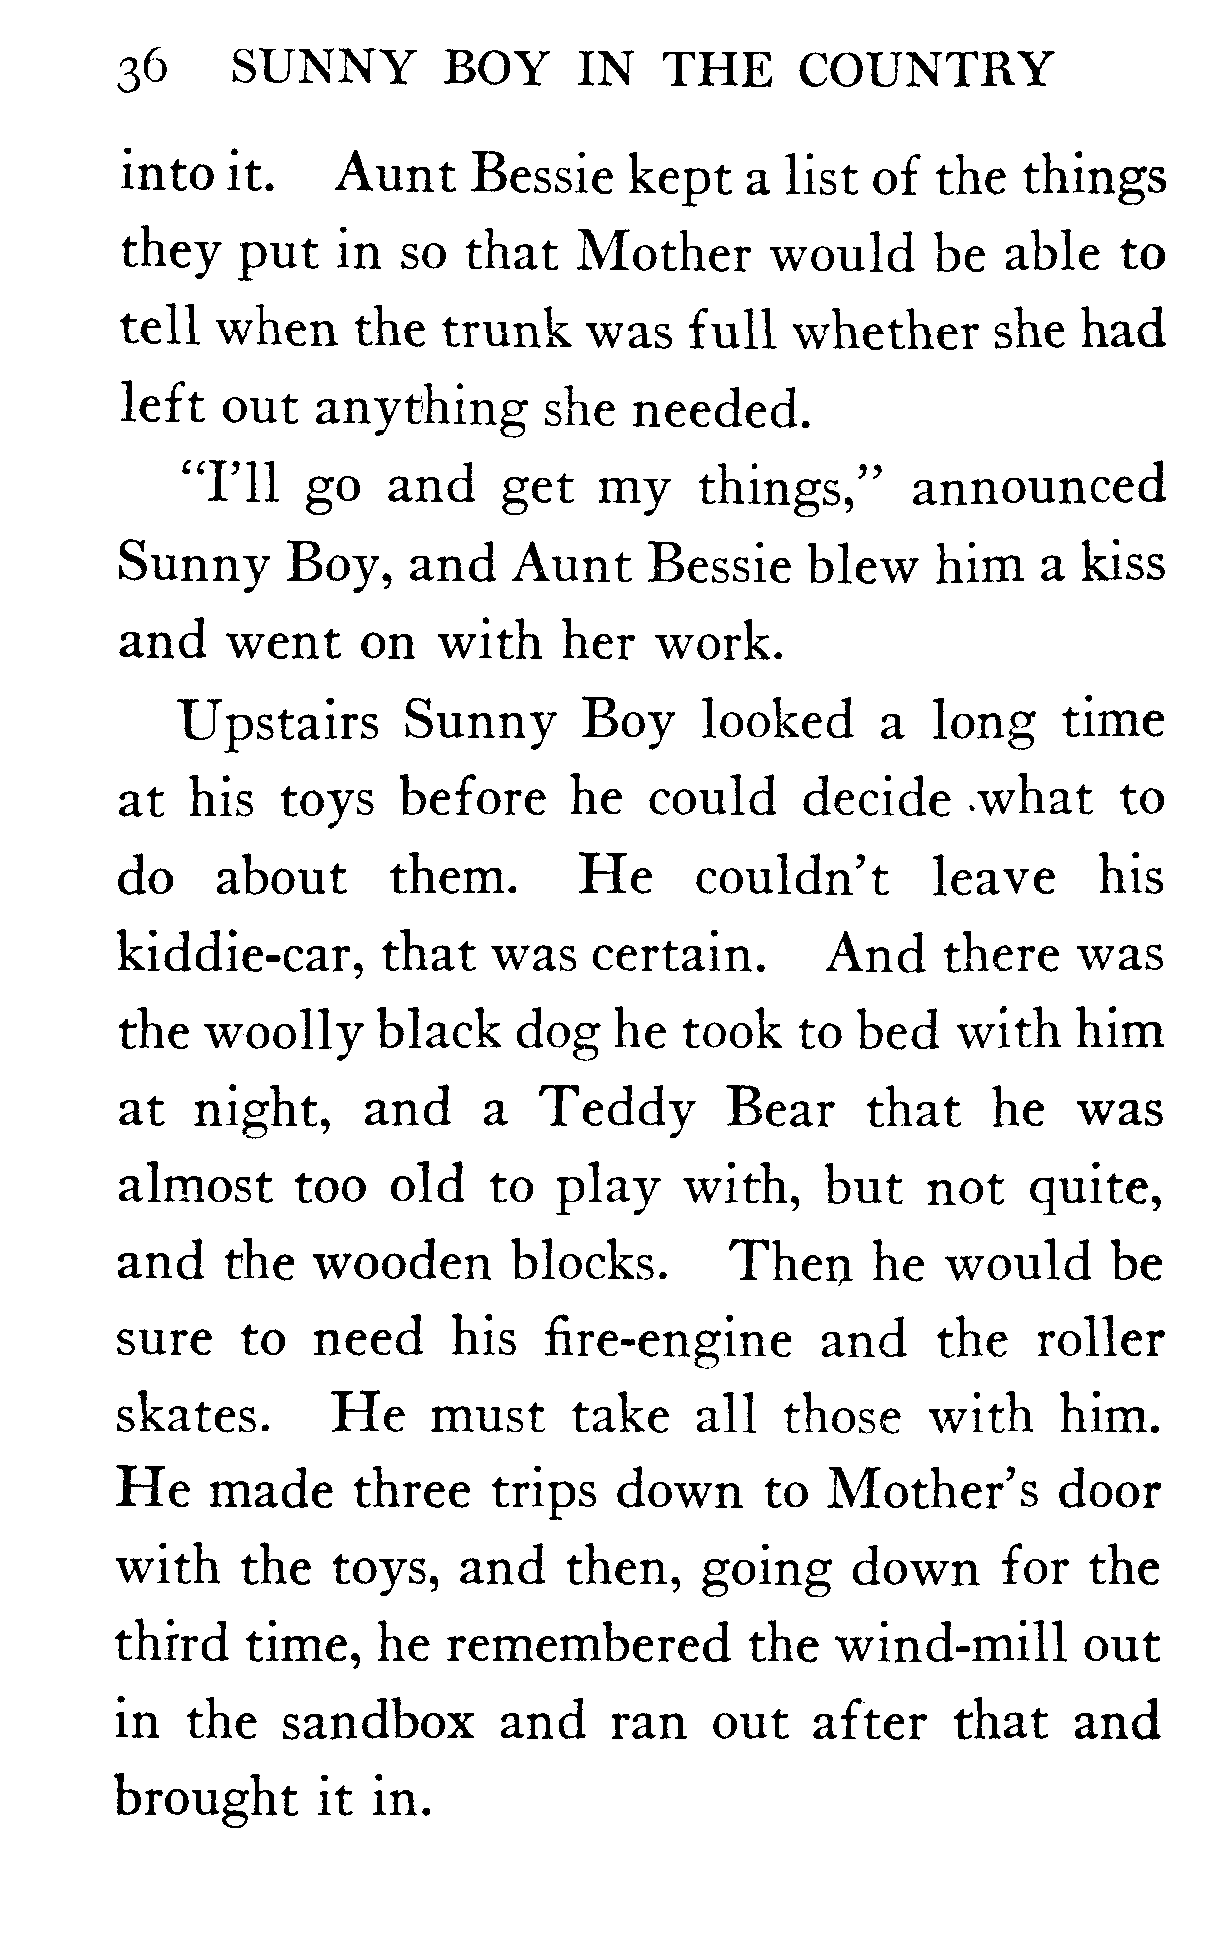 36 SUNNY BOY IN THE COUNTRY
into it. Aunt Bessie kept a list of the things
they put in so that Mother would be able to
tell when the trunk was full whether she had
left out anything she needed.
"I'll go and get my things," announced
Sunny Boy, and Aunt Bessie blew him a kiss
and went on with her work.
Upstairs Sunny Boy looked a long time
at his toys before he could decide what to
do about them. He couldn't leave his
kiddie-car, that was certain. And there was
the woolly black dog he took to bed with him
at night, and a Teddy Bear that he was
almost too old to play with, but not quite,
and the wooden blocks. Then he would be
sure to need his fire-engine and the roller
skates. He must take all those with him.
He made three trips down to Mother's door
with the toys, and then, going down for the
third time, he remembered the wind-mill out
in the sandbox and ran out after that and
brought it in.